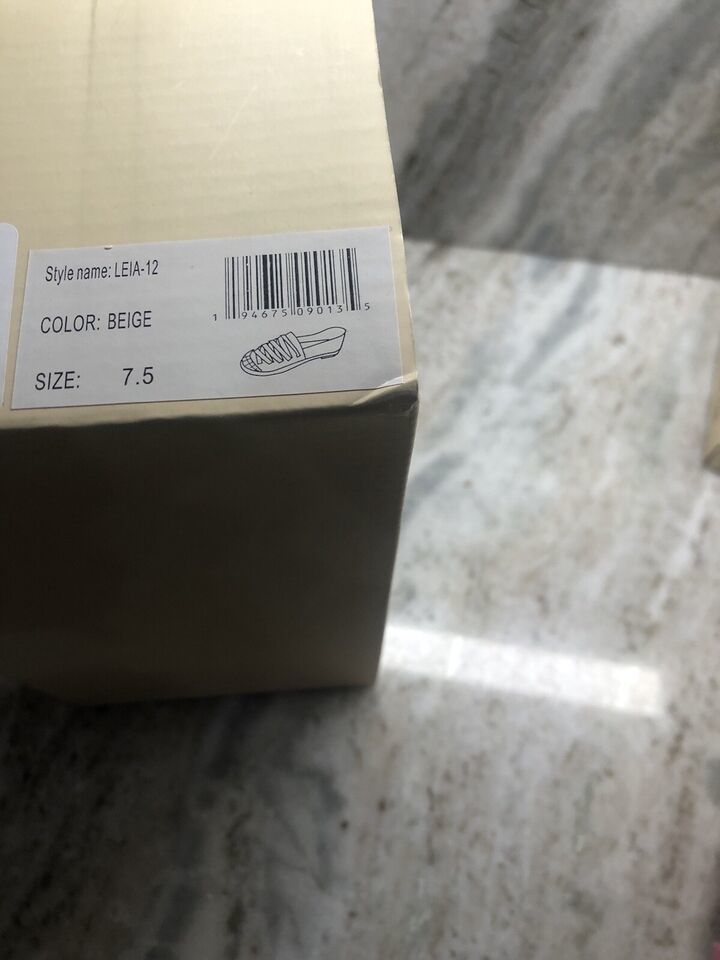 Style name: LEIA-12
COLOR: BEIGE
SIZE: 7.5
1 94675 09013 5